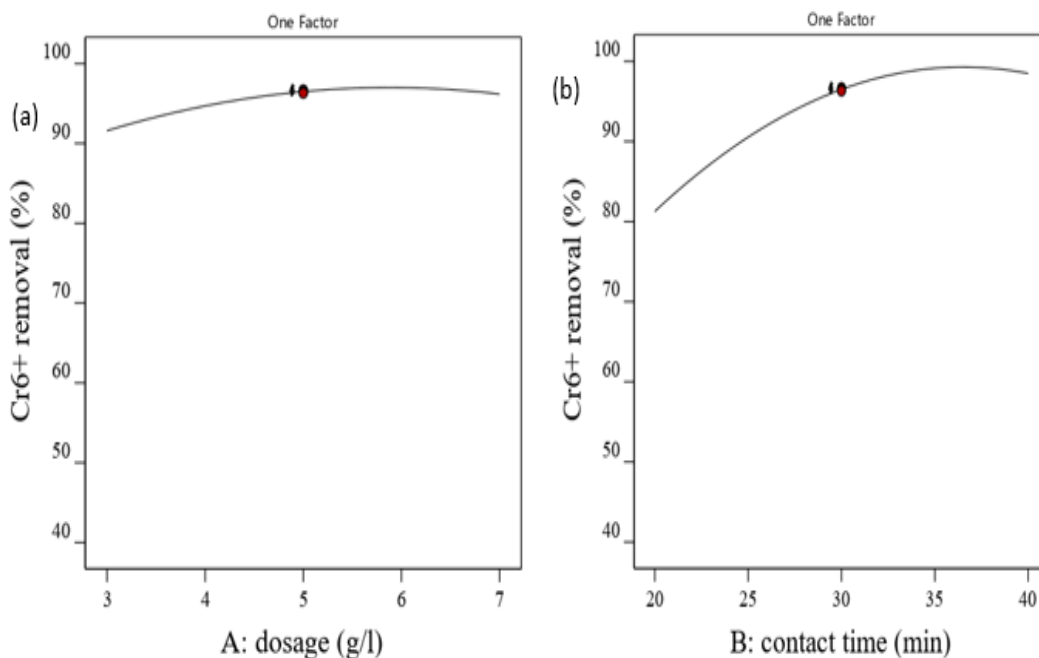 One Factor
(a)
Cr6+ removal (%)
100
90
80
70
60
50
40
3 4 5 6 7
A: dosage (g/l)
One Factor
(b)
Cr6+ removal (%)
100
90
80
70
60
50
40
20 25 30 35 40
B: contact time (min)